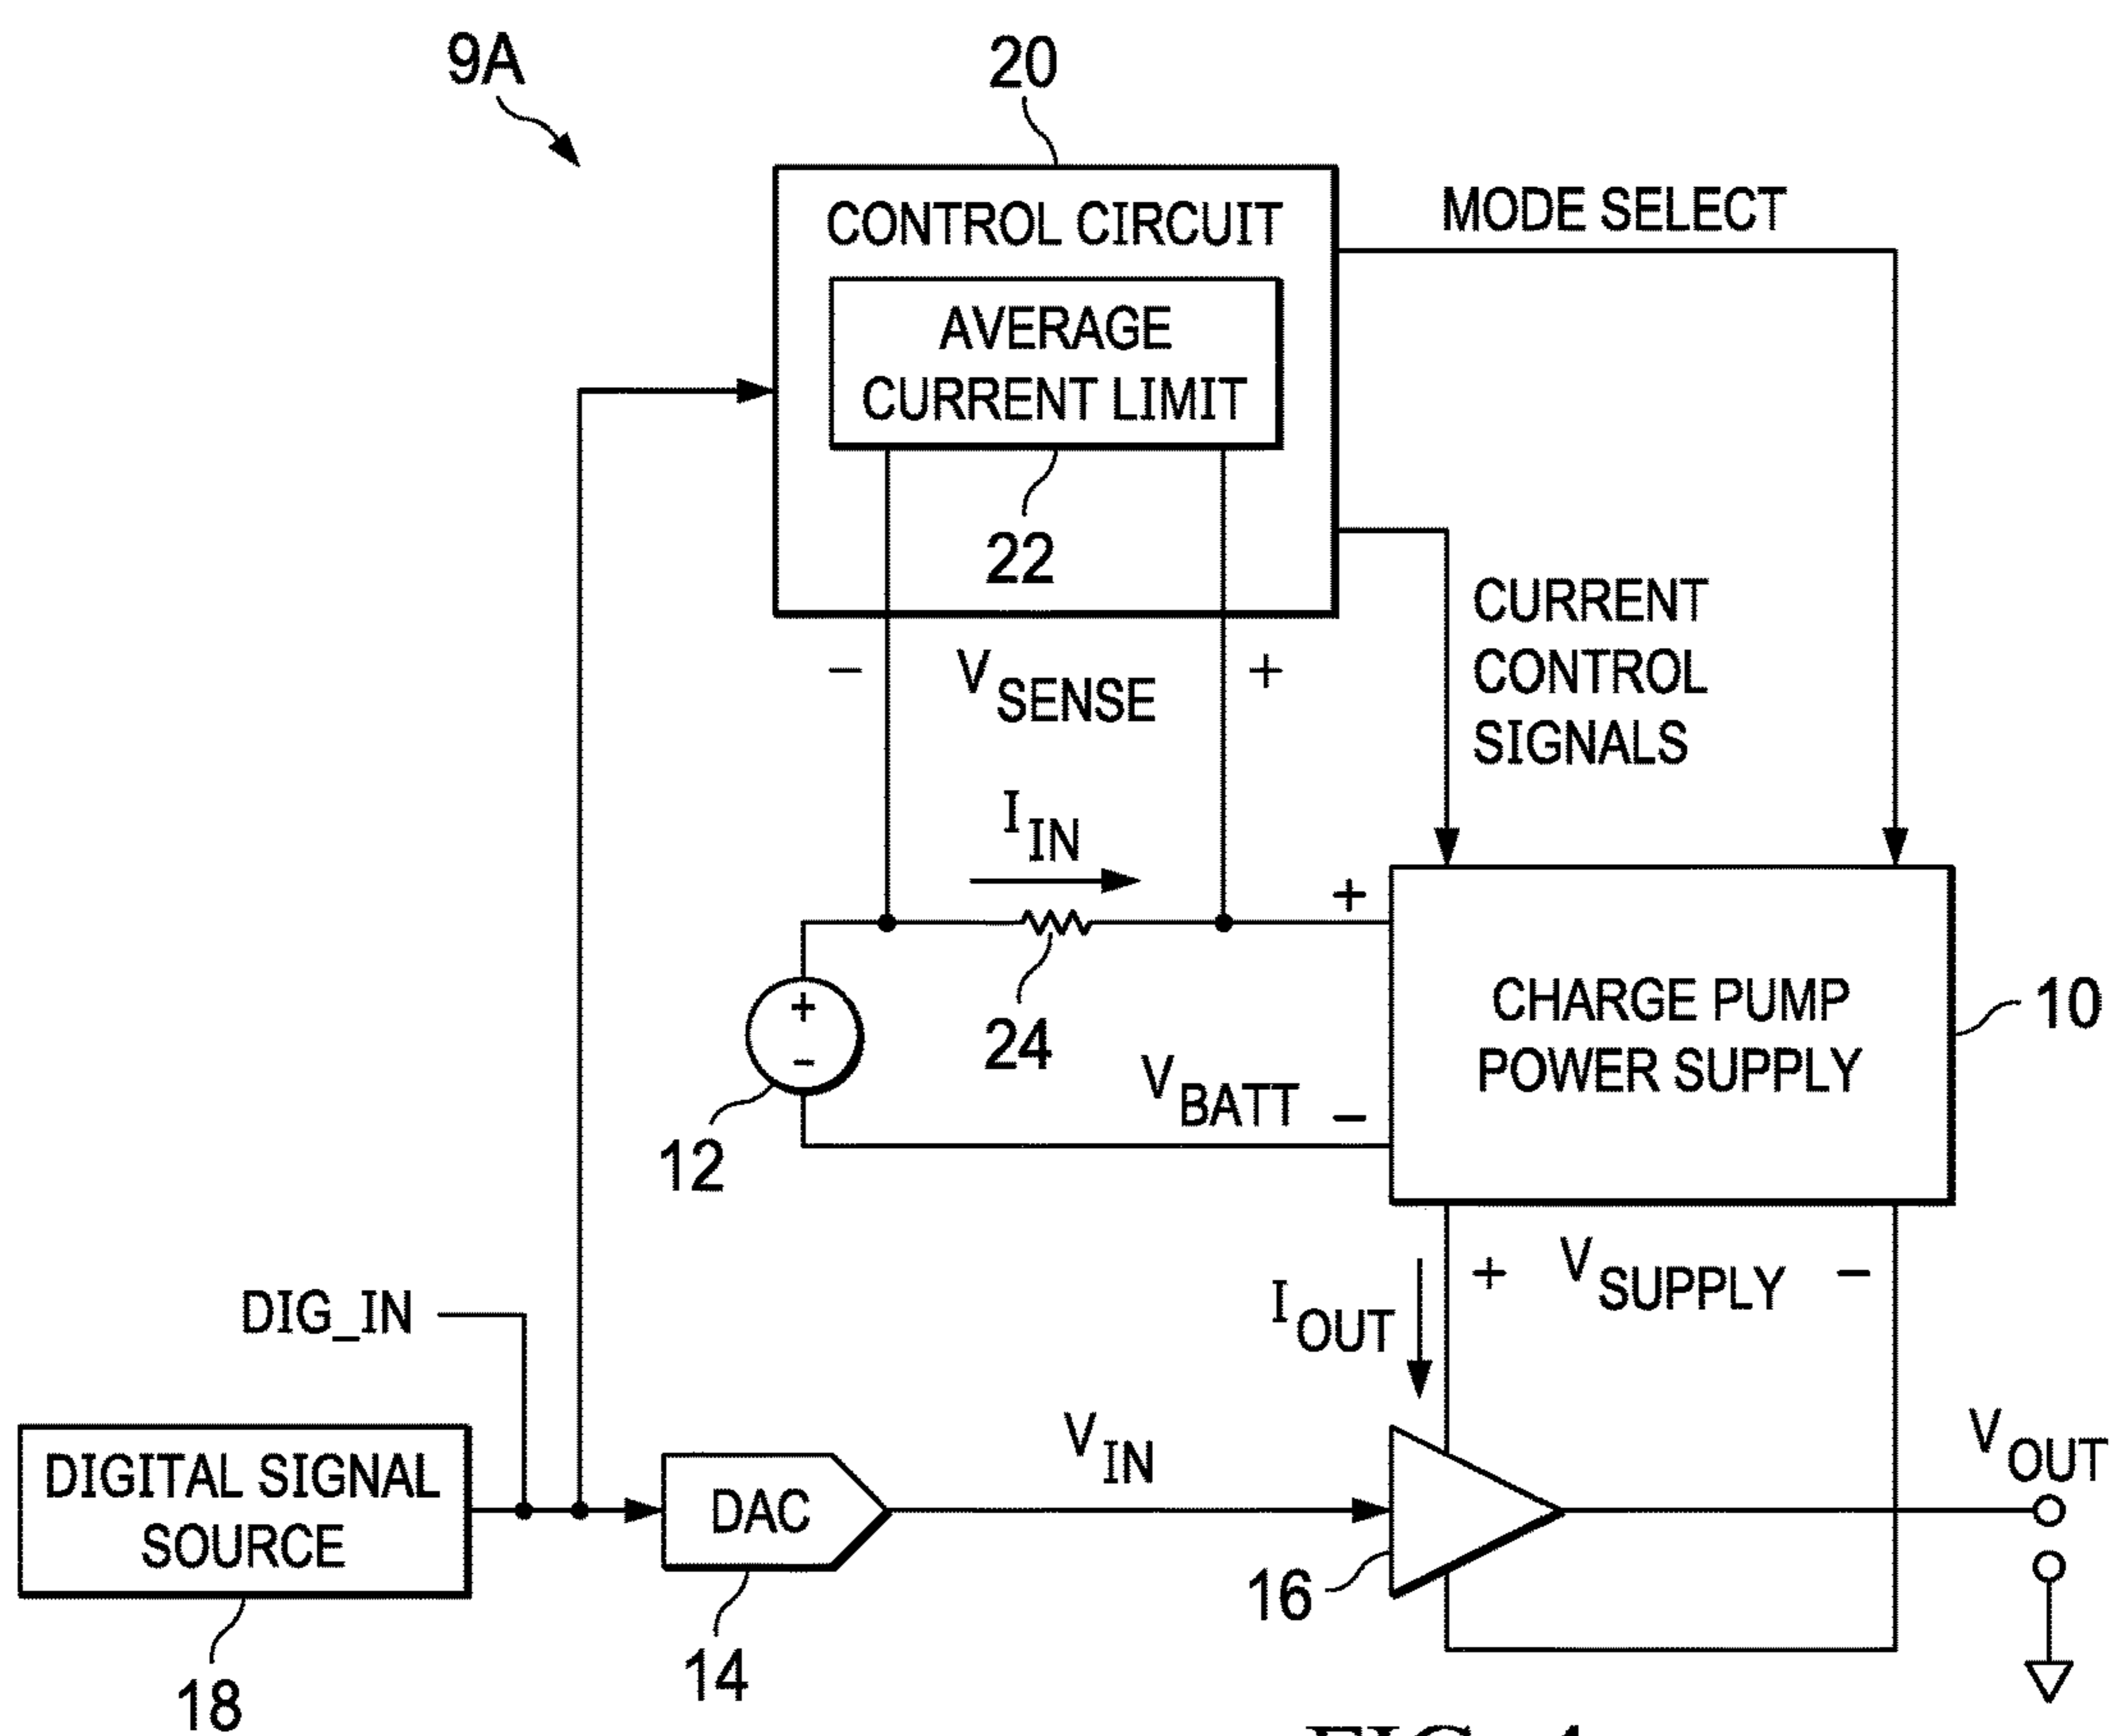 9A
20
CONTROL CIRCUIT
MODE SELECT
AVERAGE
CURRENT LIMIT
22
CURRENT
CONTROL
SIGNALS
− VSENSE +
IIN
+
+
−
24
CHARGE PUMP
POWER SUPPLY
10
VBATT −
12
+ VSUPPLY −
IOUT
DIG_IN
DIGITAL SIGNAL
SOURCE
DAC
VIN
VOUT
16
14
18